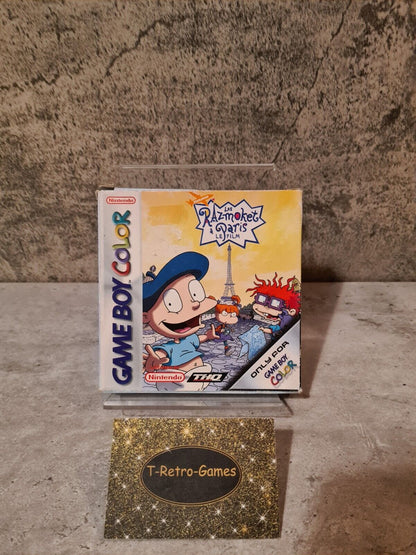 Nintendo
GAME BOY COLOR
LES
RAZMOKET
à PARIS
LE FILM
Nintendo
THQ
ONLY FOR
GAME BOY
COLOR
T-Retro-Games